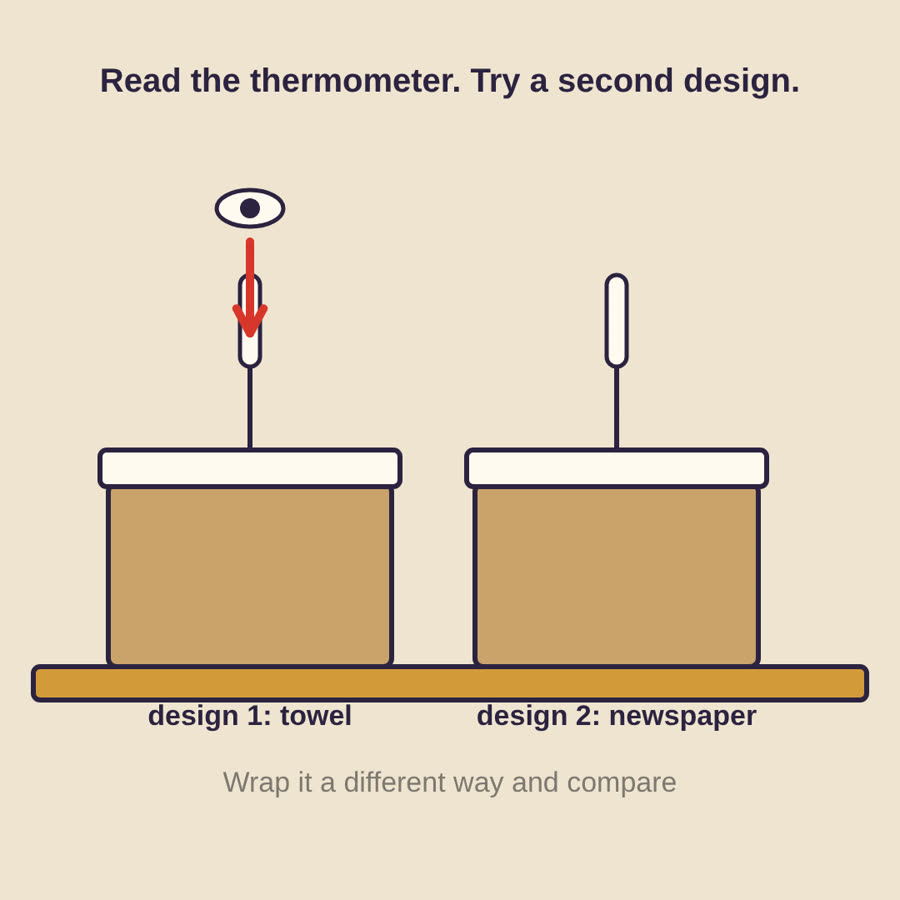 Read the thermometer. Try a second design.
design 1: towel
design 2: newspaper
Wrap it a different way and compare